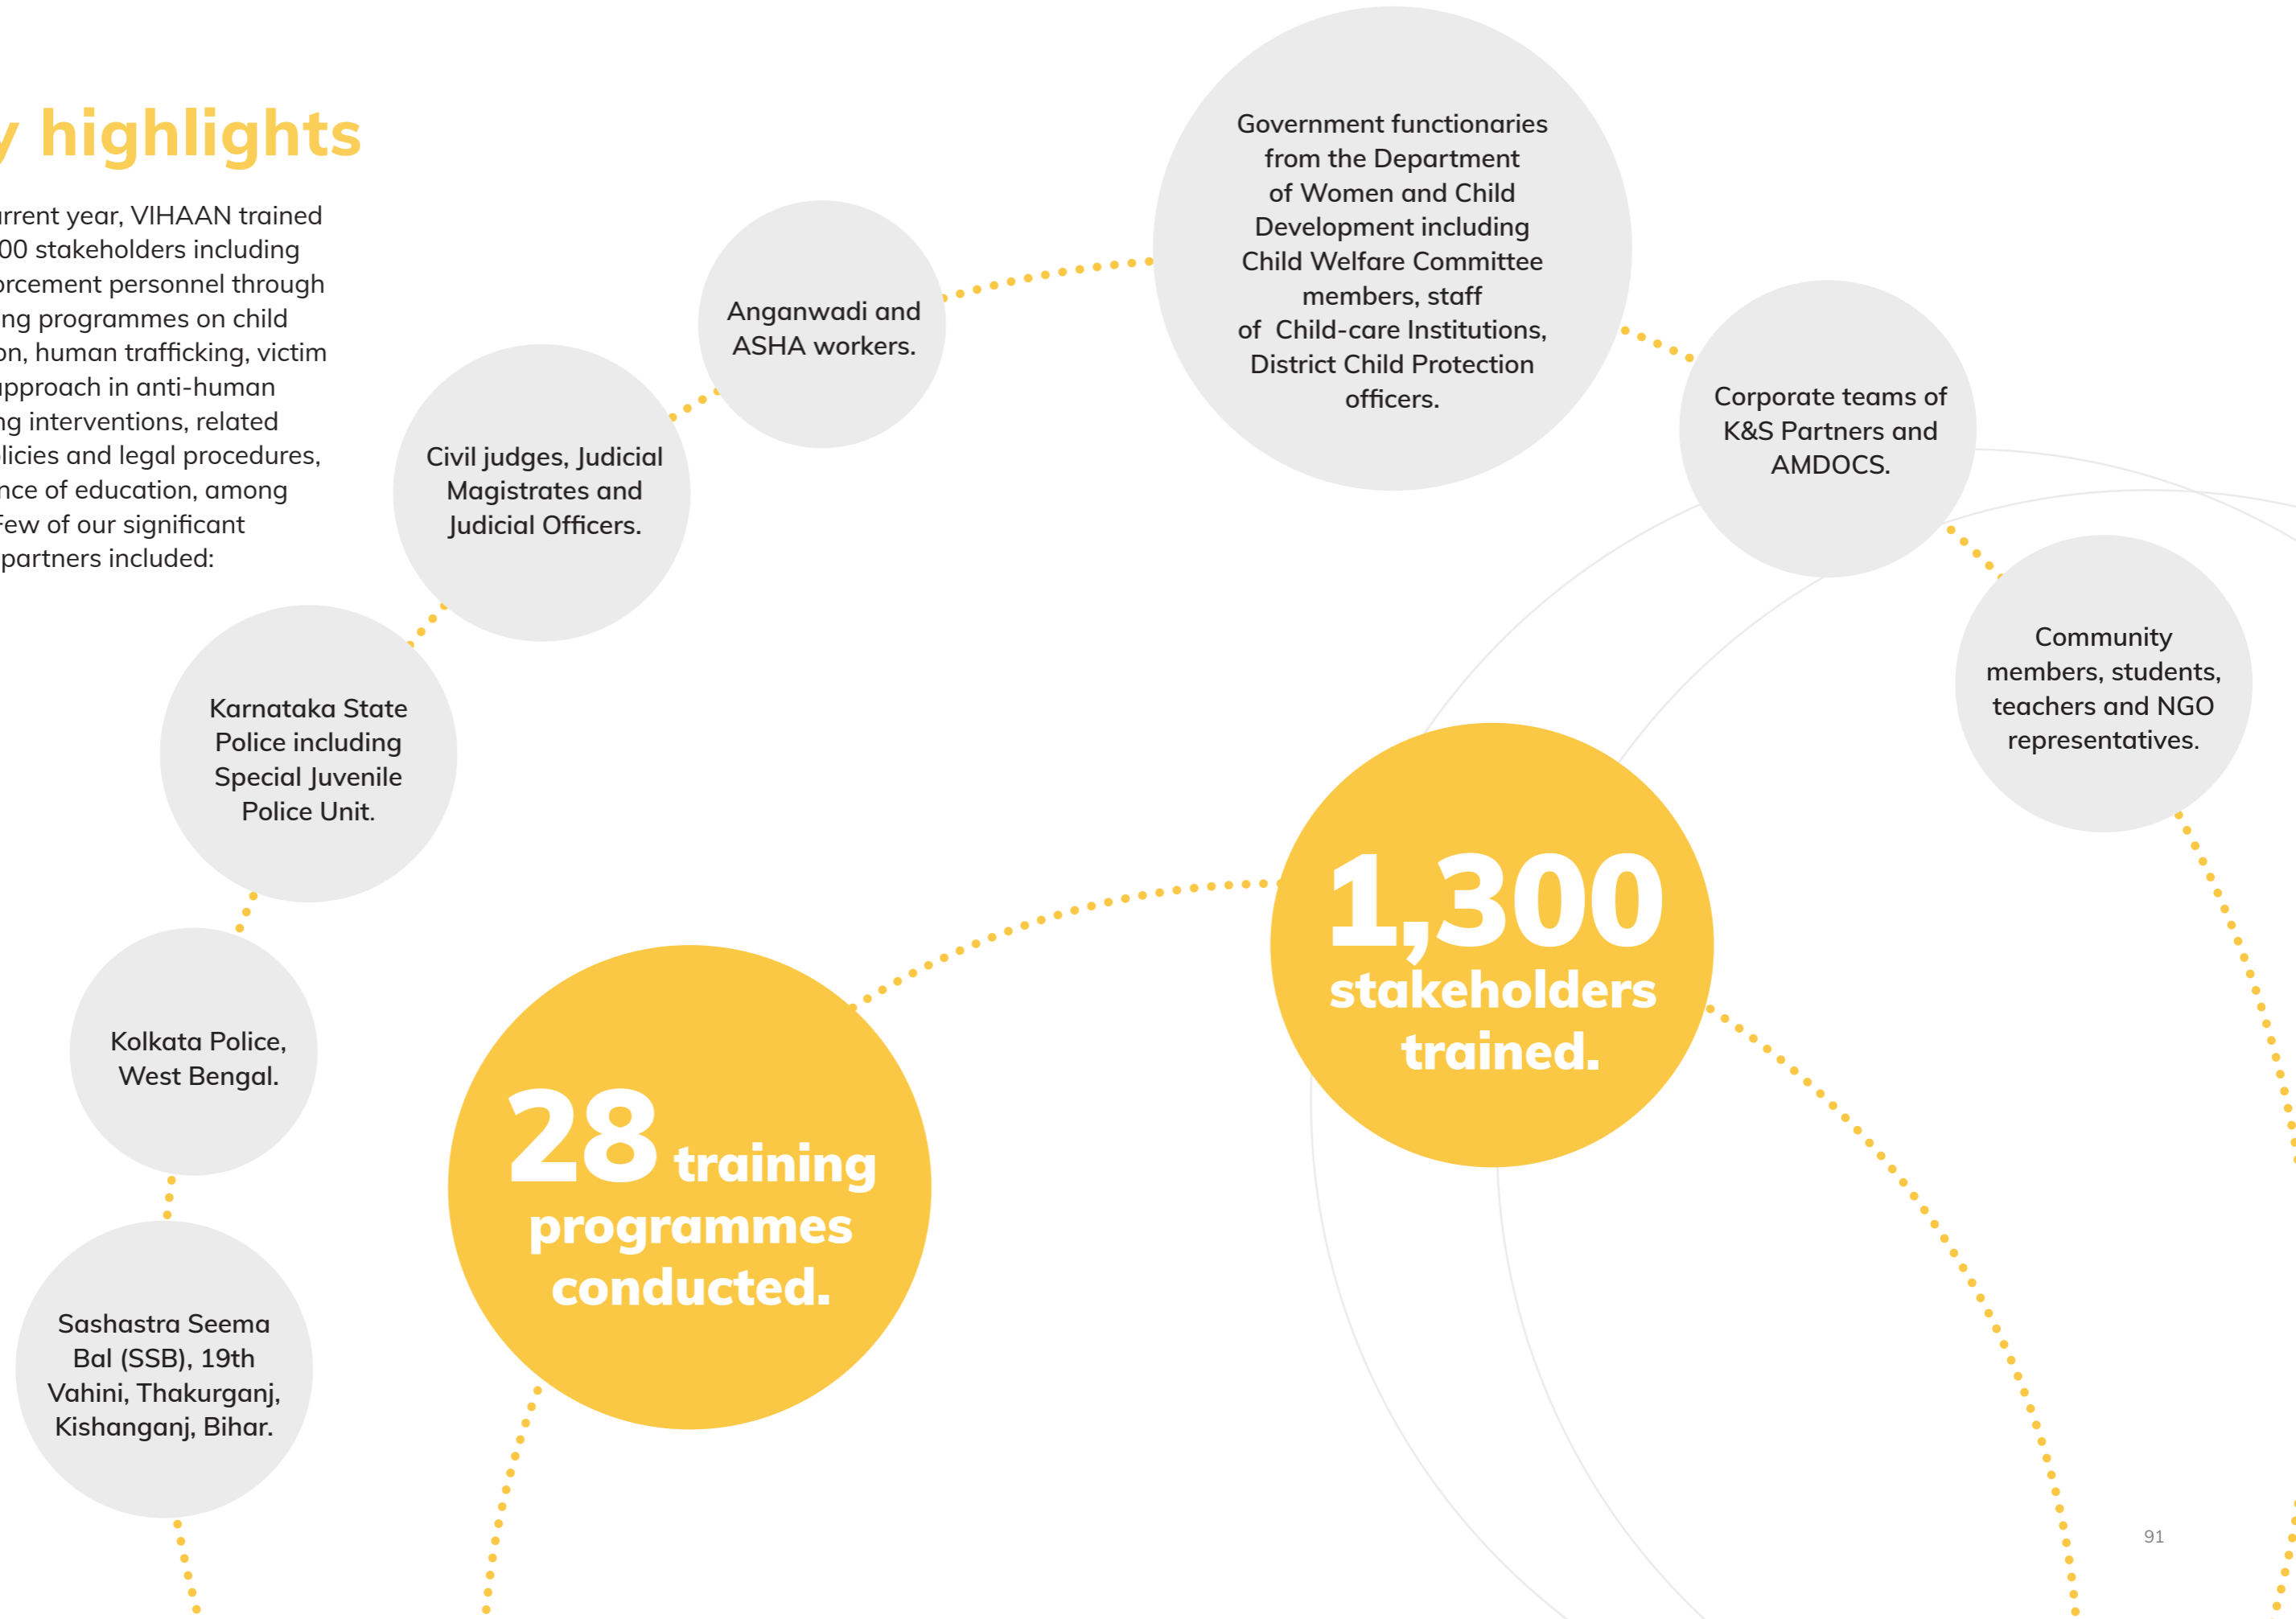 y highlights
rrent year, VIHAAN trained
00 stakeholders including
orcement personnel through
ng programmes on child
on, human trafficking, victim
pproach in anti-human
ng interventions, related
licies and legal procedures,
nce of education, among
Few of our significant
partners included:
Government functionaries
from the Department
of Women and Child
Development including
Child Welfare Committee
members, staff
of Child-care Institutions,
District Child Protection
officers.
Anganwadi and
ASHA workers.
Corporate teams of
K&S Partners and
AMDOCS.
Civil judges, Judicial
Magistrates and
Judicial Officers.
Community
members, students,
teachers and NGO
representatives.
Karnataka State
Police including
Special Juvenile
Police Unit.
1,300
stakeholders
trained.
Kolkata Police,
West Bengal.
28 training
programmes
conducted.
Sashastra Seema
Bal (SSB), 19th
Vahini, Thakurganj,
Kishanganj, Bihar.
91